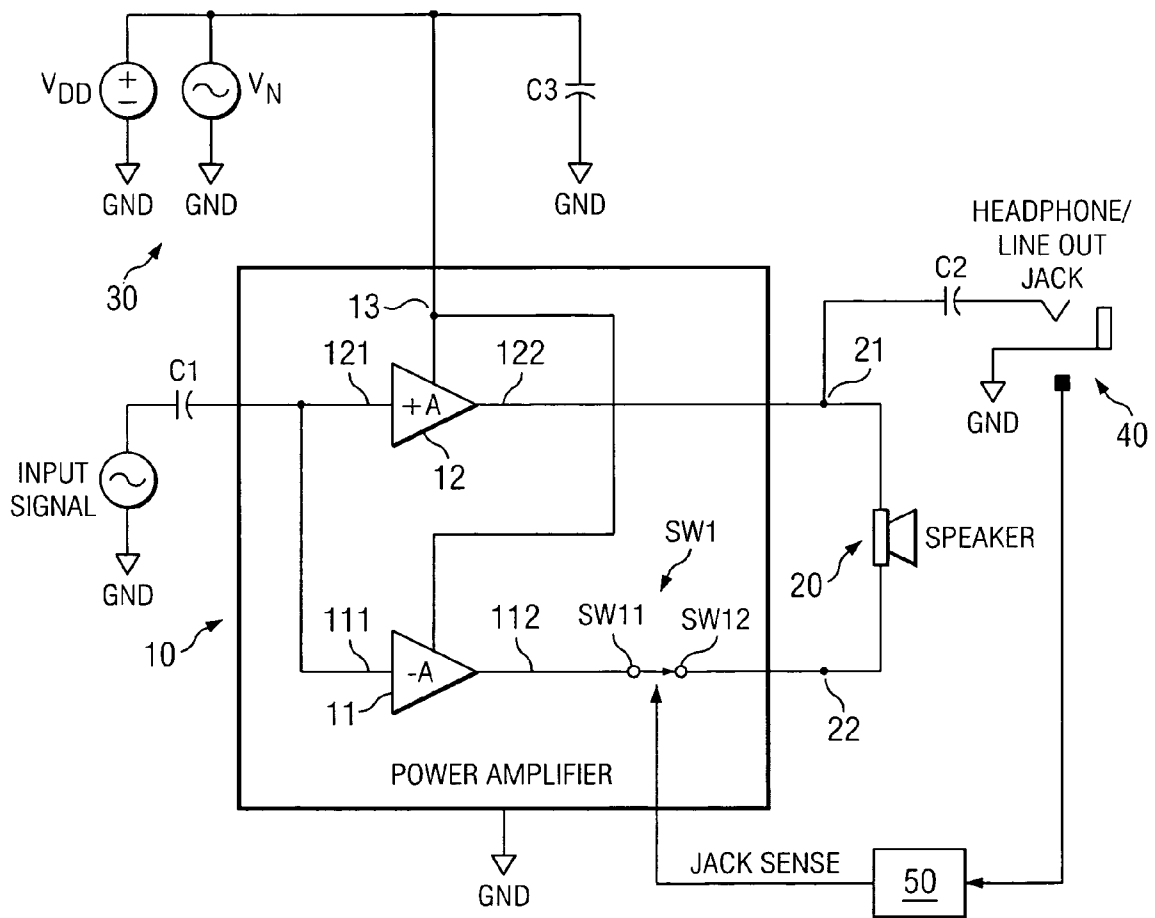 V_DD
+
−
V_N
C3
GND
GND
GND
30
HEADPHONE/
LINE OUT
JACK
C2
13
121
122
21
C1
+A
12
GND
40
INPUT
SIGNAL
GND
SW1
20
SPEAKER
10
111
112
SW11
SW12
-A
11
22
POWER AMPLIFIER
GND
JACK SENSE
50